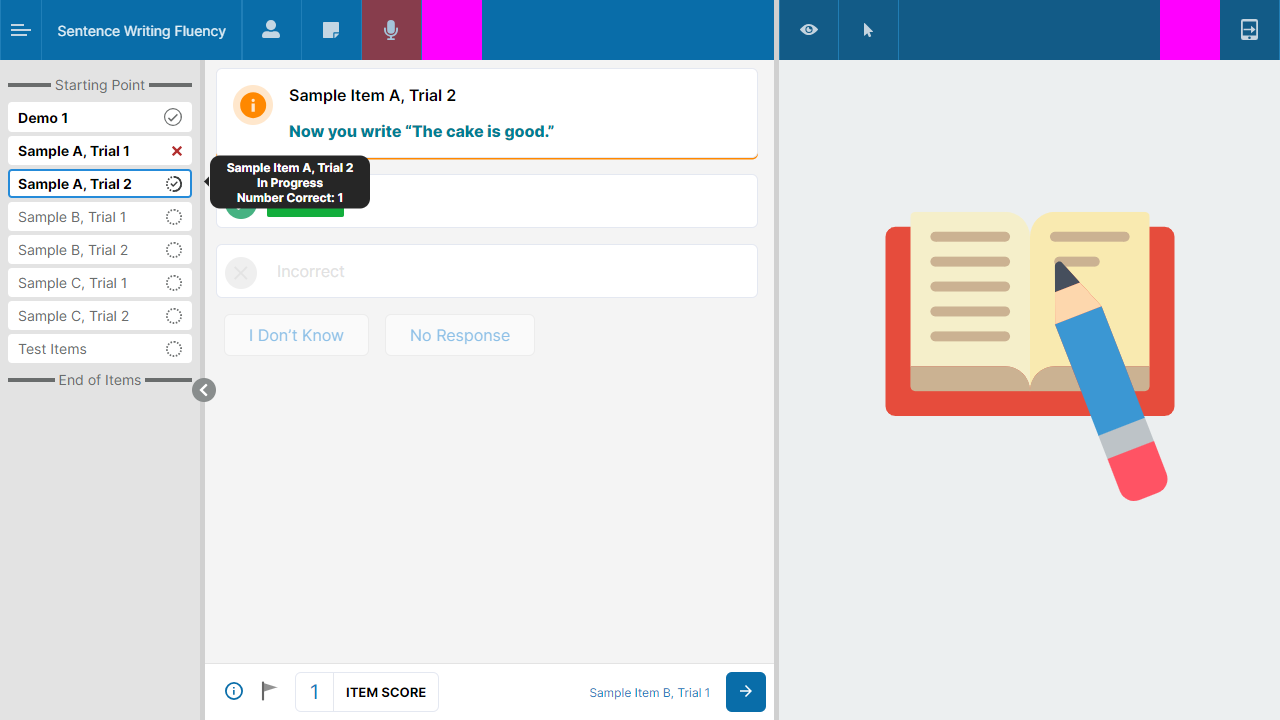 Sentence Writing Fluency
Starting Point
Demo 1
Sample A, Trial 1
Sample A, Trial 2
Sample B, Trial 1
Sample B, Trial 2
Sample C, Trial 1
Sample C, Trial 2
Test Items
End of Items
Sample Item A, Trial 2
Now you write “The cake is good.”
Sample Item A, Trial 2
In Progress
Number Correct: 1
Incorrect
I Don’t Know
No Response
1 ITEM SCORE
Sample Item B, Trial 1